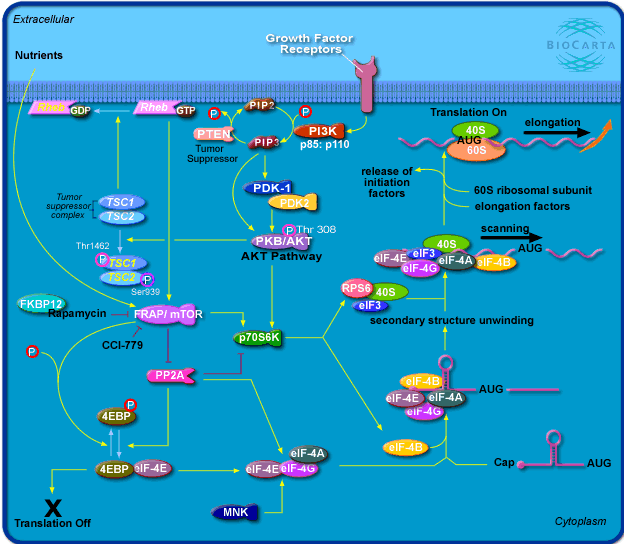 Extracellular
BIOCARTA
Nutrients
Growth Factor
Receptors
Rheb
GDP
Rheb
GTP
P
PIP2
P
PI3K
p85: p110
PTEN
Tumor
Suppressor
PIP3
Translation On
40S
AUG
60S
elongation
release of
initiation
factors
60S ribosomal subunit
elongation factors
PDK-1
PDK2
Tumor
suppressor
complex
TSC1
TSC2
P
Thr 308
PKB/AKT
AKT Pathway
Thr1462
P
TSC1
TSC2
P
Ser939
40S
scanning
AUG
eIF-4E
eIF3
eIF-4A
eIF-4B
eIF-4G
RPS6
40S
eIF3
FKBP12
Rapamycin
FRAP/ mTOR
CCI-779
p70S6K
secondary structure unwinding
P
PP2A
eIF-4B
eIF-4E
eIF-4A
eIF-4G
AUG
P
4EBP
eIF-4B
eIF-4A
4EBP
eIF-4E
eIF-4E
eIF-4G
Cap
AUG
MNK
X
Translation Off
Cytoplasm